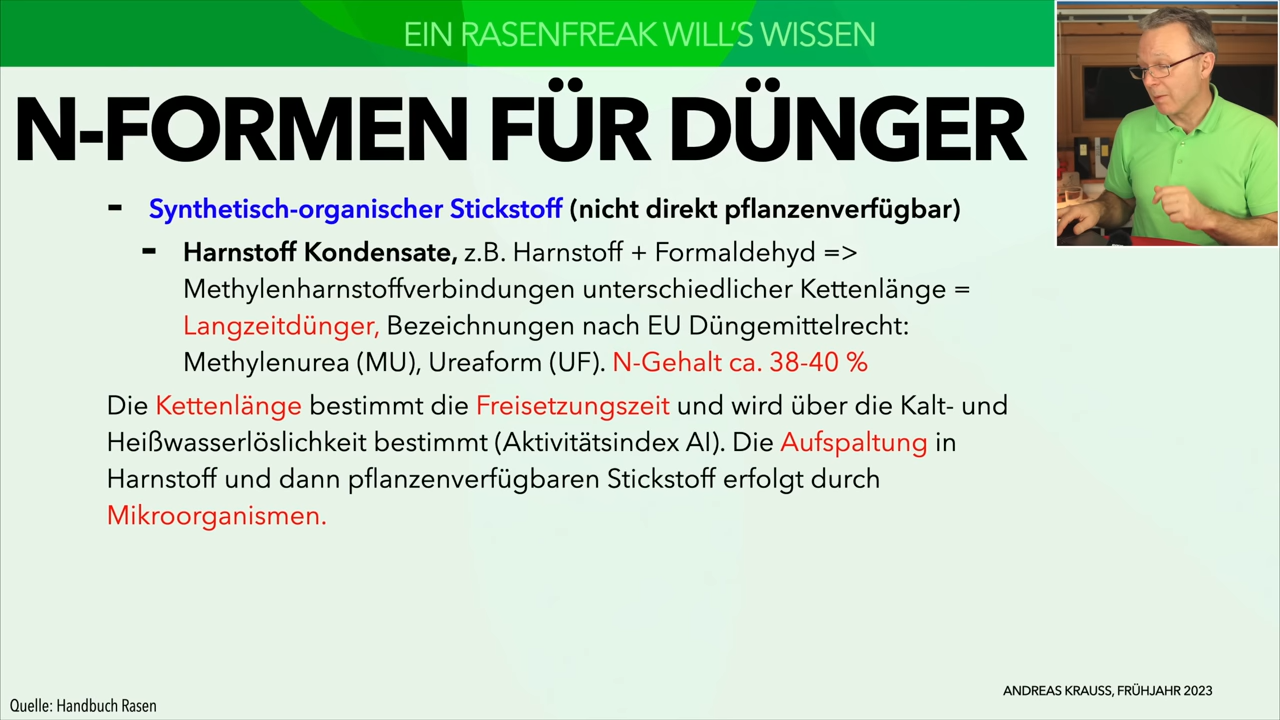 EIN RASENFREAK WILL'S WISSEN
N-FORMEN FÜR DÜNGER
- Synthetisch-organischer Stickstoff (nicht direkt pflanzenverfügbar)
- Harnstoff Kondensate, z.B. Harnstoff + Formaldehyd =>
Methylenharnstoffverbindungen unterschiedlicher Kettenlänge =
Langzeitdünger, Bezeichnungen nach EU Düngemittelrecht:
Methylenurea (MU), Ureaform (UF). N-Gehalt ca. 38-40 %
Die Kettenlänge bestimmt die Freisetzungszeit und wird über die Kalt- und
Heißwasserlöslichkeit bestimmt (Aktivitätsindex AI). Die Aufspaltung in
Harnstoff und dann pflanzenverfügbaren Stickstoff erfolgt durch
Mikroorganismen.
ANDREAS KRAUSS, FRÜHJAHR 2023
Quelle: Handbuch Rasen